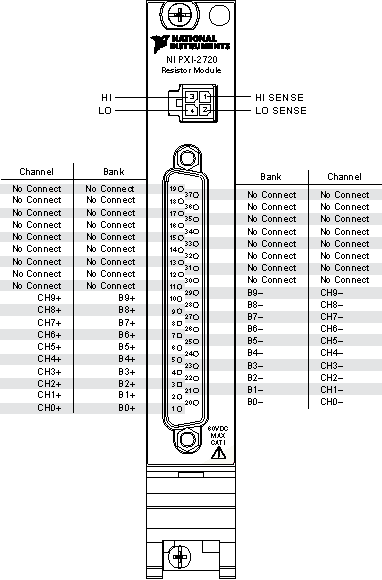 NATIONAL
INSTRUMENTS
NI PXI-2720
Resistor Module
HI 3 1 HI SENSE
LO 4 2 LO SENSE
Channel Bank
No Connect No Connect 19
No Connect No Connect 18
No Connect No Connect 17
No Connect No Connect 16
No Connect No Connect 15
No Connect No Connect 14
No Connect No Connect 13
No Connect No Connect 12
No Connect No Connect 11
CH9+ B9+ 10
CH8+ B8+ 9
CH7+ B7+ 8
CH6+ B6+ 7
CH5+ B5+ 6
CH4+ B4+ 5
CH3+ B3+ 4
CH2+ B2+ 3
CH1+ B1+ 2
CH0+ B0+ 1
Bank Channel
37 No Connect No Connect
36 No Connect No Connect
35 No Connect No Connect
34 No Connect No Connect
33 No Connect No Connect
32 No Connect No Connect
31 No Connect No Connect
30 No Connect No Connect
29 B9– CH9–
28 B8– CH8–
27 B7– CH7–
26 B6– CH6–
25 B5– CH5–
24 B4– CH4–
23 B3– CH3–
22 B2– CH2–
21 B1– CH1–
20 B0– CH0–
60VDC
MAX
CAT I